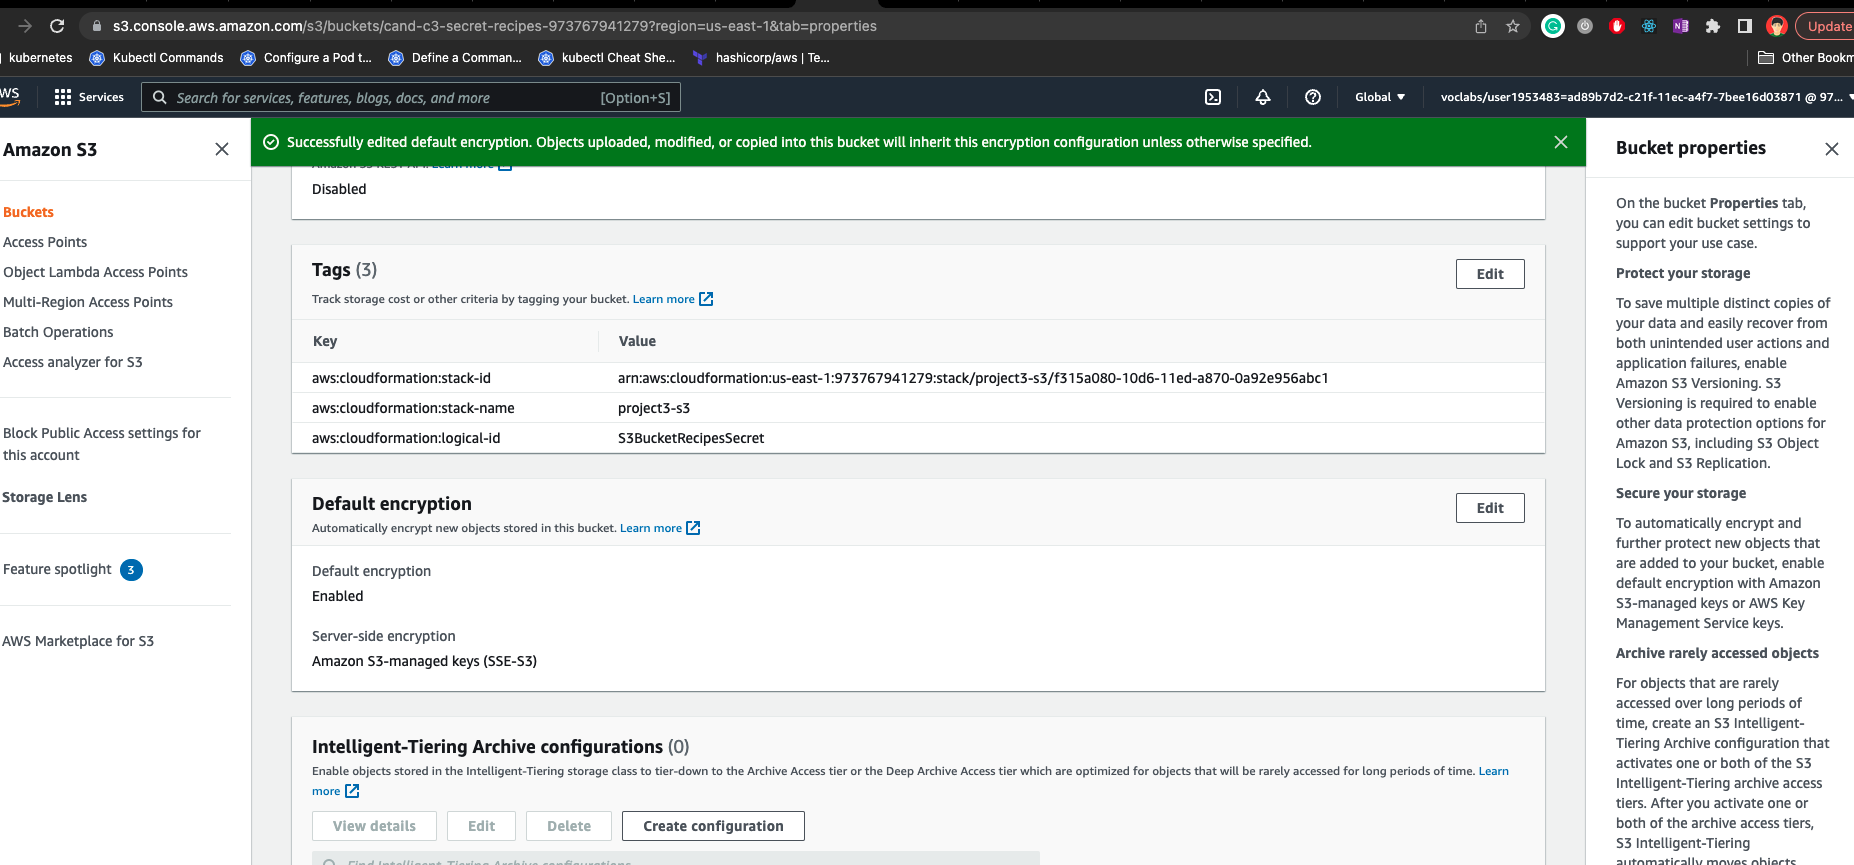 s3.console.aws.amazon.com/s3/buckets/cand-c3-secret-recipes-973767941279?region=us-east-1&tab=properties
Update
kubernetes
Kubectl Commands
Configure a Pod t...
Define a Comman...
kubectl Cheat She...
hashicorp/aws | Te...
Other Bookm
WS
Services
Search for services, features, blogs, docs, and more
[Option+S]
Global
voclabs/user1953483=ad89b7d2-c21f-11ec-a4f7-7bee16d03871 @ 97...
Amazon S3
Buckets
Access Points
Object Lambda Access Points
Multi-Region Access Points
Batch Operations
Access analyzer for S3
Block Public Access settings for
this account
Storage Lens
Feature spotlight 3
AWS Marketplace for S3
Successfully edited default encryption. Objects uploaded, modified, or copied into this bucket will inherit this encryption configuration unless otherwise specified.
Amazon S3 REST API. Learn more
Disabled
Tags (3)
Edit
Track storage cost or other criteria by tagging your bucket. Learn more
Key Value
aws:cloudformation:stack-id arn:aws:cloudformation:us-east-1:973767941279:stack/project3-s3/f315a080-10d6-11ed-a870-0a92e956abc1
aws:cloudformation:stack-name project3-s3
aws:cloudformation:logical-id S3BucketRecipesSecret
Default encryption
Edit
Automatically encrypt new objects stored in this bucket. Learn more
Default encryption
Enabled
Server-side encryption
Amazon S3-managed keys (SSE-S3)
Intelligent-Tiering Archive configurations (0)
Enable objects stored in the Intelligent-Tiering storage class to tier-down to the Archive Access tier or the Deep Archive Access tier which are optimized for objects that will be rarely accessed for long periods of time. Learn
more
View details Edit Delete Create configuration
Find Intelligent-Tiering Archive configurations
Bucket properties
On the bucket Properties tab,
you can edit bucket settings to
support your use case.
Protect your storage
To save multiple distinct copies of
your data and easily recover from
both unintended user actions and
application failures, enable
Amazon S3 Versioning. S3
Versioning is required to enable
other data protection options for
Amazon S3, including S3 Object
Lock and S3 Replication.
Secure your storage
To automatically encrypt and
further protect new objects that
are added to your bucket, enable
default encryption with Amazon
S3-managed keys or AWS Key
Management Service keys.
Archive rarely accessed objects
For objects that are rarely
accessed over long periods of
time, create an S3 Intelligent-
Tiering Archive configuration that
activates one or both of the S3
Intelligent-Tiering archive access
tiers. After you activate one or
both of the archive access tiers,
S3 Intelligent-Tiering
automatically moves objects